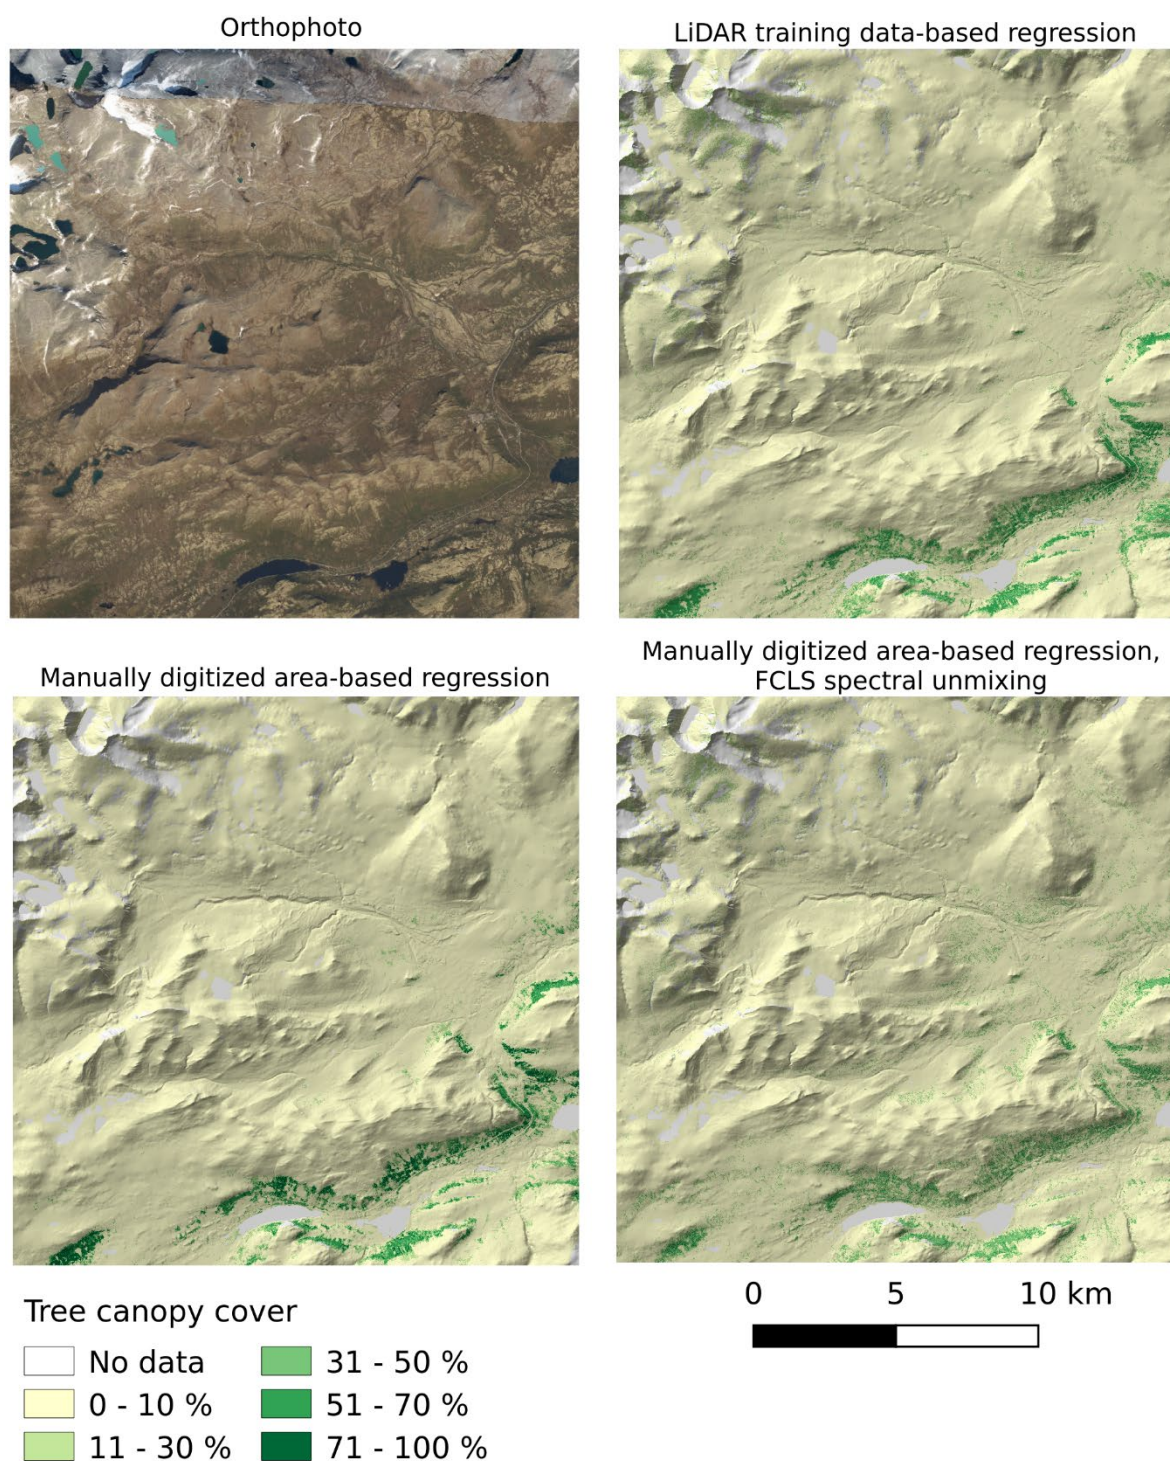 Orthophoto
LiDAR training data-based regression
Manually digitized area-based regression
Manually digitized area-based regression,
FCLS spectral unmixing
Tree canopy cover
No data
0 - 10 %
11 - 30 %
31 - 50 %
51 - 70 %
71 - 100 %
0 5 10 km